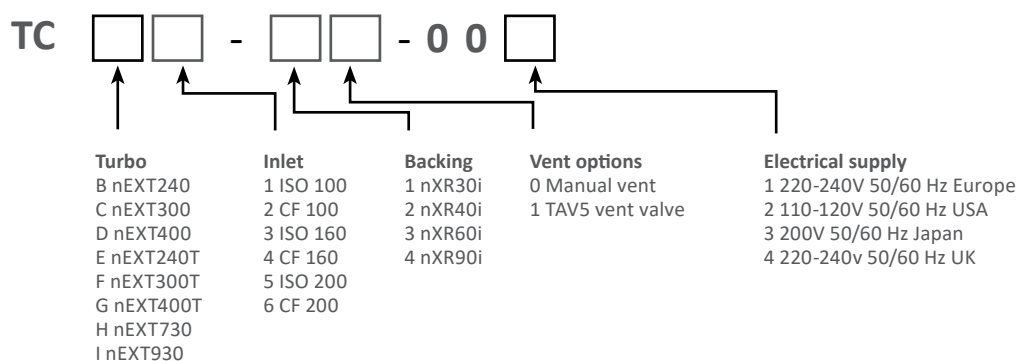 TC - - 0 0
Turbo
B nEXT240
C nEXT300
D nEXT400
E nEXT240T
F nEXT300T
G nEXT400T
H nEXT730
I nEXT930
Inlet
1 ISO 100
2 CF 100
3 ISO 160
4 CF 160
5 ISO 200
6 CF 200
Backing
1 nXR30i
2 nXR40i
3 nXR60i
4 nXR90i
Vent options
0 Manual vent
1 TAV5 vent valve
Electrical supply
1 220-240V 50/60 Hz Europe
2 110-120V 50/60 Hz USA
3 200V 50/60 Hz Japan
4 220-240v 50/60 Hz UK